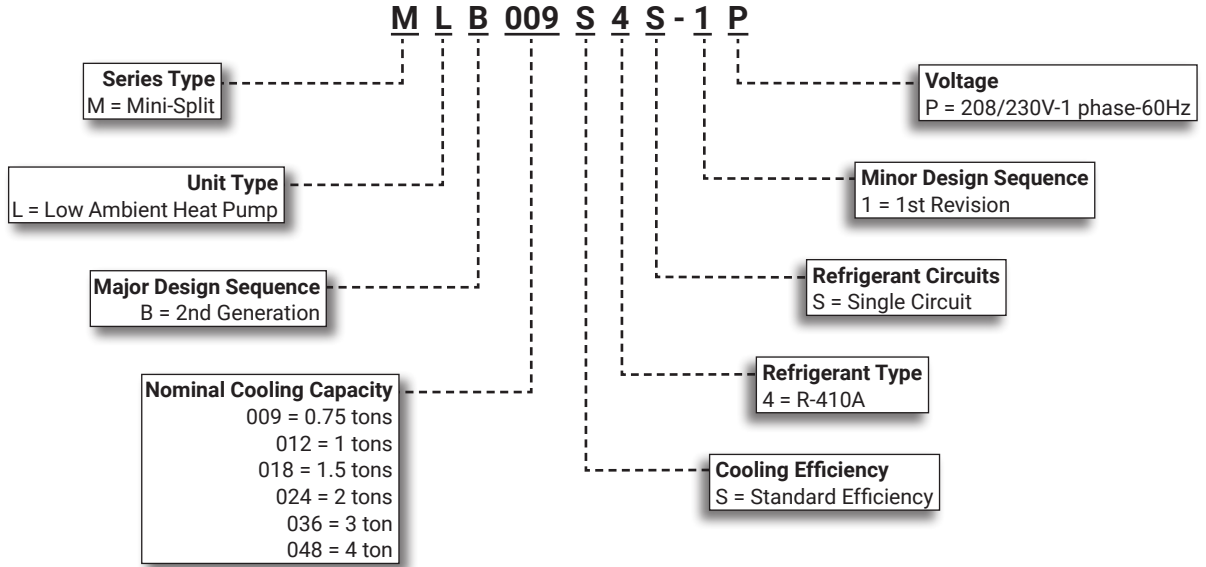 M L B 009 S 4 S - 1 P
Series Type
M = Mini-Split
Unit Type
L = Low Ambient Heat Pump
Major Design Sequence
B = 2nd Generation
Nominal Cooling Capacity
009 = 0.75 tons
012 = 1 tons
018 = 1.5 tons
024 = 2 tons
036 = 3 ton
048 = 4 ton
Voltage
P = 208/230V-1 phase-60Hz
Minor Design Sequence
1 = 1st Revision
Refrigerant Circuits
S = Single Circuit
Refrigerant Type
4 = R-410A
Cooling Efficiency
S = Standard Efficiency